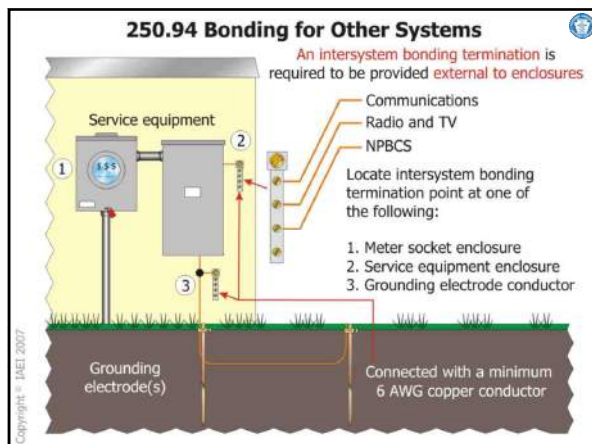 250.94 Bonding for Other Systems
An intersystem bonding termination is
required to be provided external to enclosures
Communications
Radio and TV
NPBCS
Service equipment
1
2
3
Locate intersystem bonding
termination point at one of
the following:
1. Meter socket enclosure
2. Service equipment enclosure
3. Grounding electrode conductor
Grounding
electrode(s)
Connected with a minimum
6 AWG copper conductor
Copyright © IAEI 2007